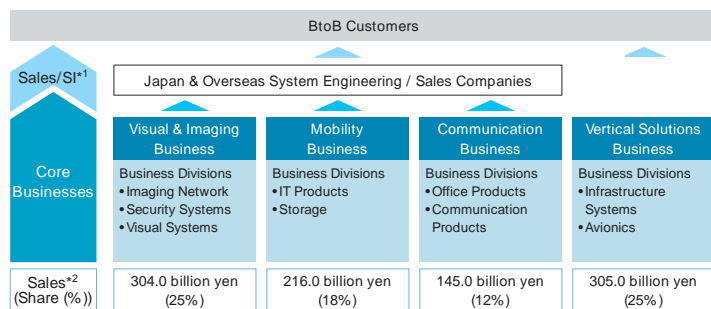 BtoB Customers
Sales/SI*1
Japan & Overseas System Engineering / Sales Companies
Core
Businesses
Visual & Imaging
Business
Business Divisions
•Imaging Network
•Security Systems
•Visual Systems
Mobility
Business
Business Divisions
•IT Products
•Storage
Communication
Business
Business Divisions
•Office Products
•Communication
Products
Vertical Solutions
Business
Business Divisions
•Infrastructure
Systems
•Avionics
Sales*2
(Share (%))
304.0 billion yen
(25%)
216.0 billion yen
(18%)
145.0 billion yen
(12%)
305.0 billion yen
(25%)